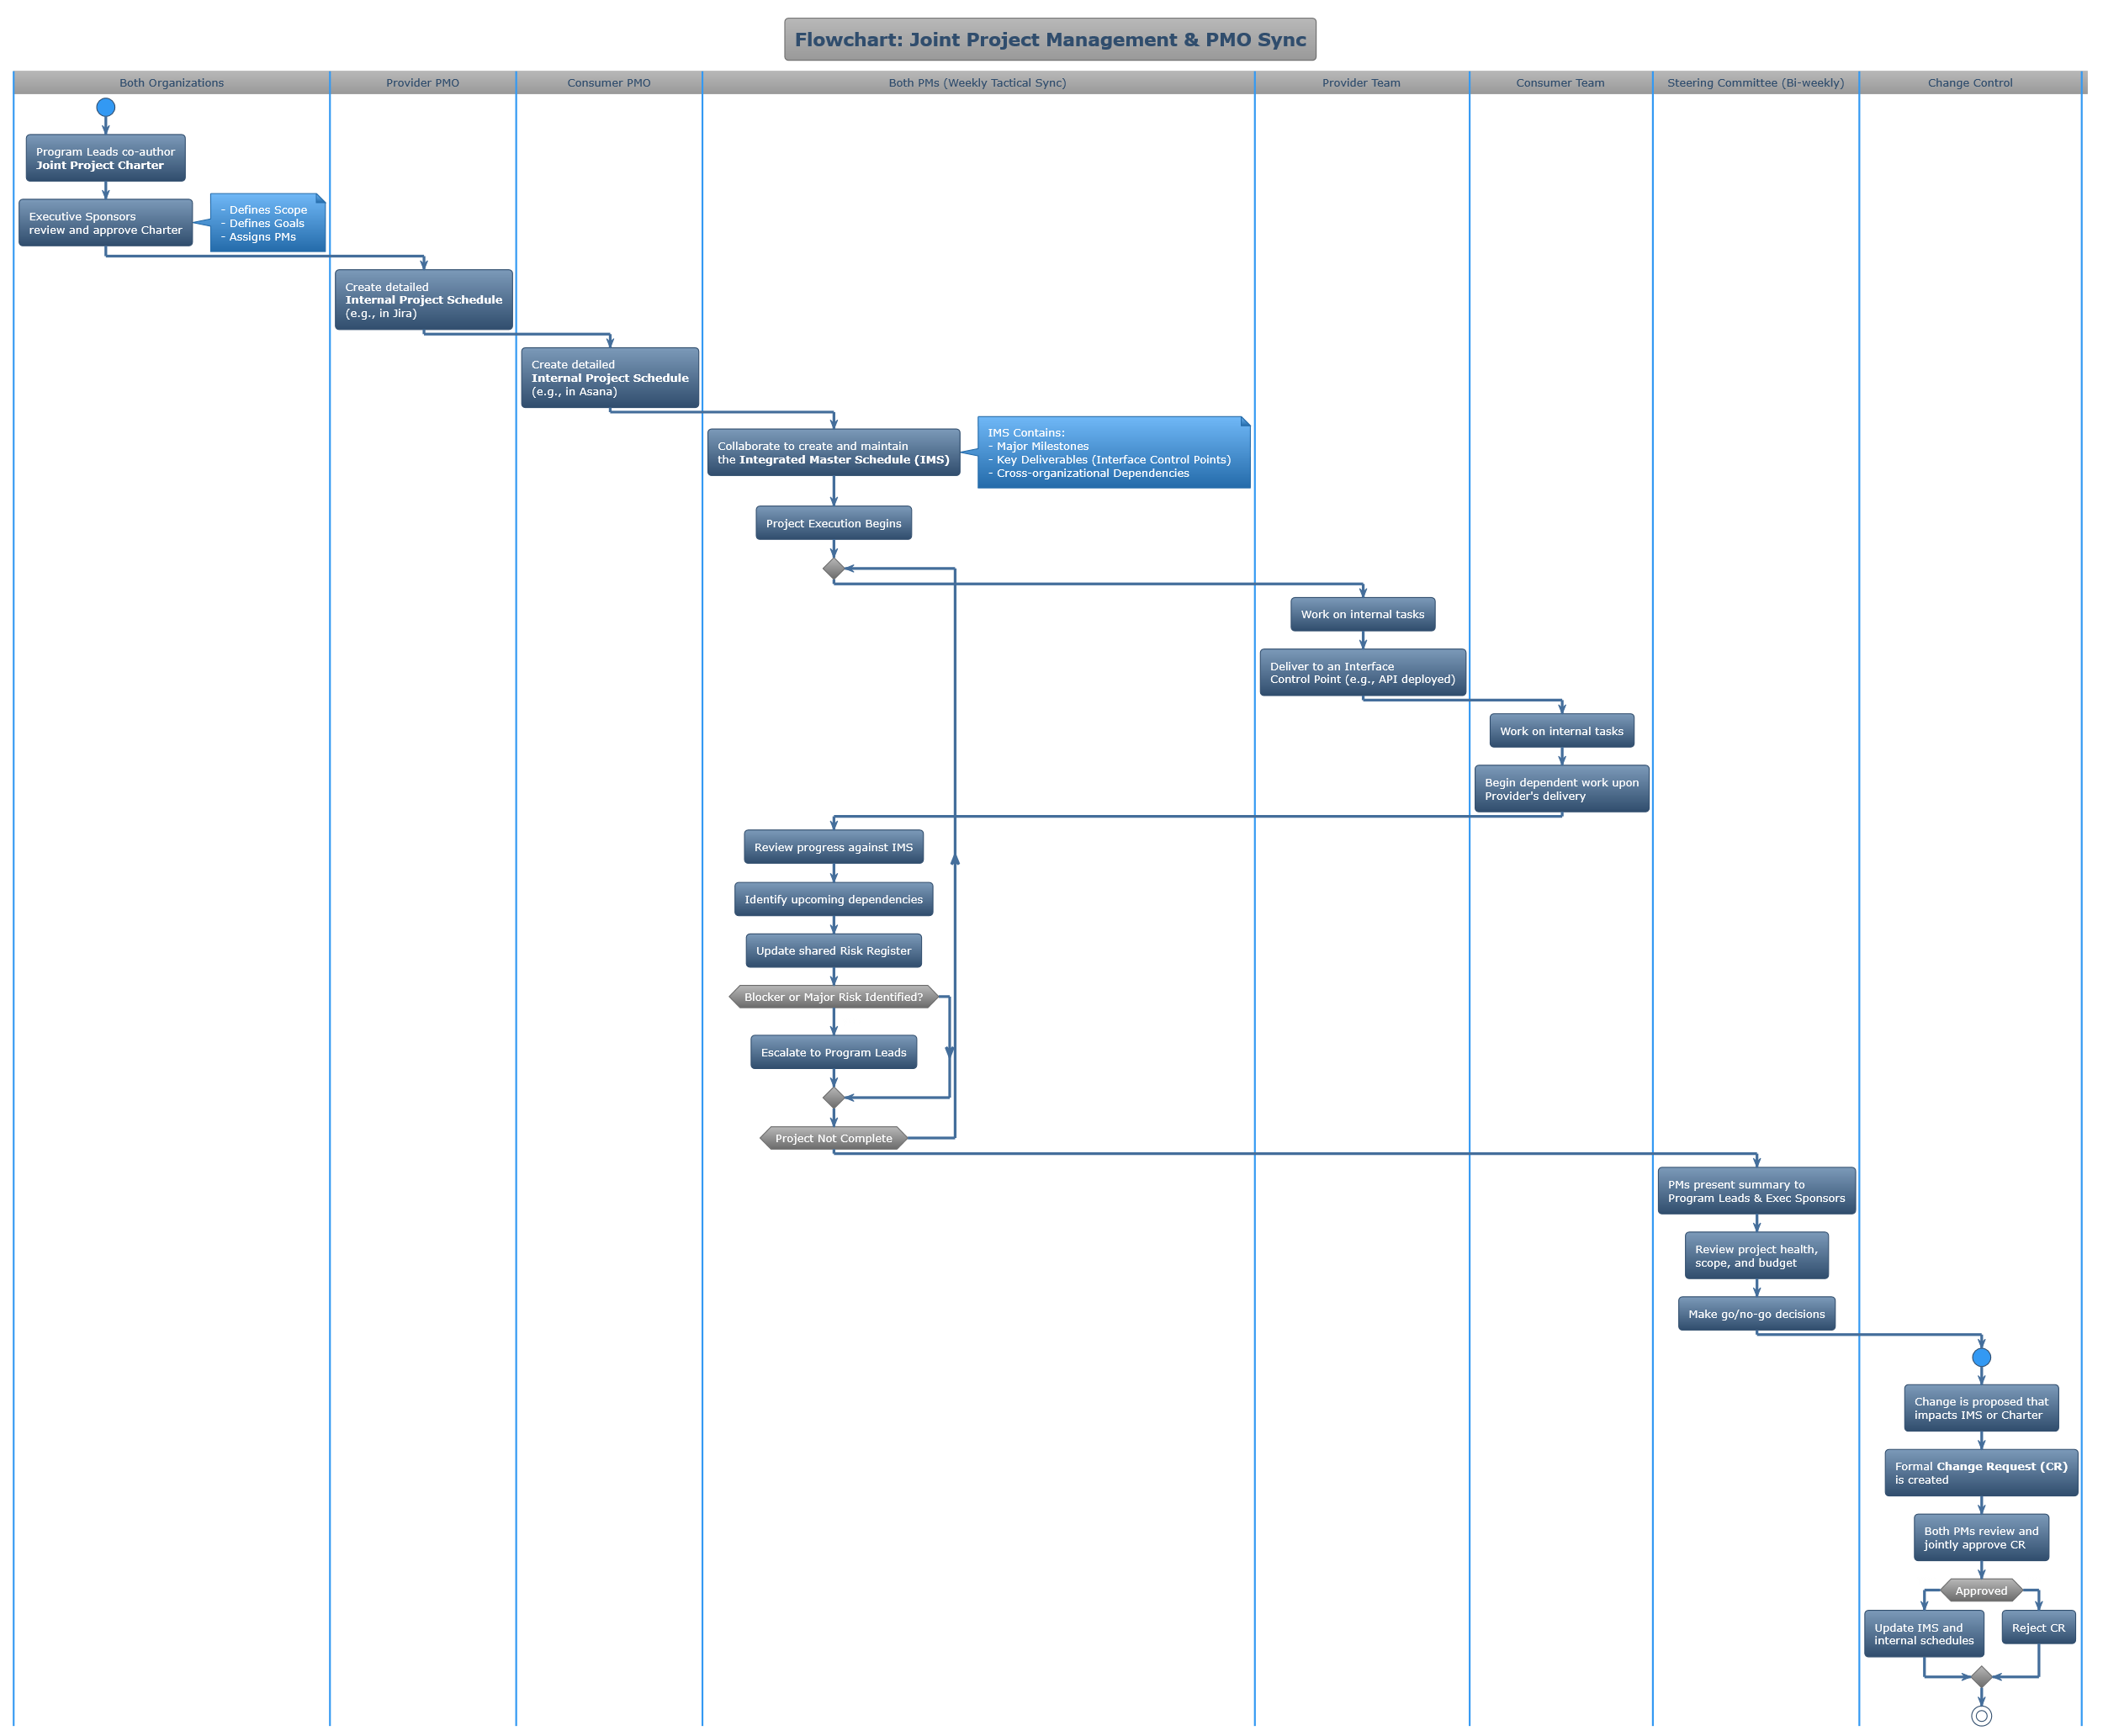 Flowchart: Joint Project Management & PMO Sync
Both Organizations
Provider PMO
Consumer PMO
Both PMs (Weekly Tactical Sync)
Provider Team
Consumer Team
Steering Committee (Bi-weekly)
Change Control
Program Leads co-author
Joint Project Charter
Executive Sponsors
review and approve Charter
- Defines Scope
- Defines Goals
- Assigns PMs
Create detailed
Internal Project Schedule
(e.g., in Jira)
Create detailed
Internal Project Schedule
(e.g., in Asana)
Collaborate to create and maintain
the Integrated Master Schedule (IMS)
IMS Contains:
- Major Milestones
- Key Deliverables (Interface Control Points)
- Cross-organizational Dependencies
Project Execution Begins
Work on internal tasks
Deliver to an Interface
Control Point (e.g., API deployed)
Work on internal tasks
Begin dependent work upon
Provider's delivery
Review progress against IMS
Identify upcoming dependencies
Update shared Risk Register
Blocker or Major Risk Identified?
Escalate to Program Leads
Project Not Complete
PMs present summary to
Program Leads & Exec Sponsors
Review project health,
scope, and budget
Make go/no-go decisions
Change is proposed that
impacts IMS or Charter
Formal Change Request (CR)
is created
Both PMs review and
jointly approve CR
Approved
Update IMS and
internal schedules
Reject CR